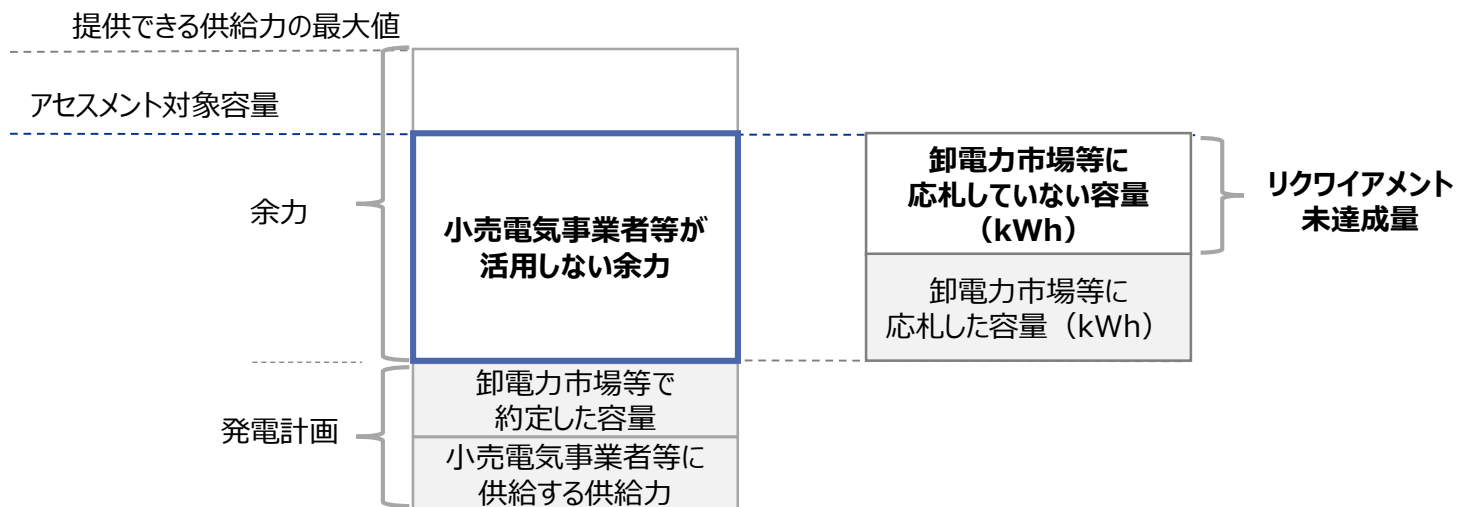 提供できる供給力の最大値
アセスメント対象容量
余力
小売電気事業者等が
活用しない余力
卸電力市場等に
応札していない容量
（kWh）
リクワイアメント
未達成量
卸電力市場等に
応札した容量（kWh）
発電計画
卸電力市場等で
約定した容量
小売電気事業者等に
供給する供給力